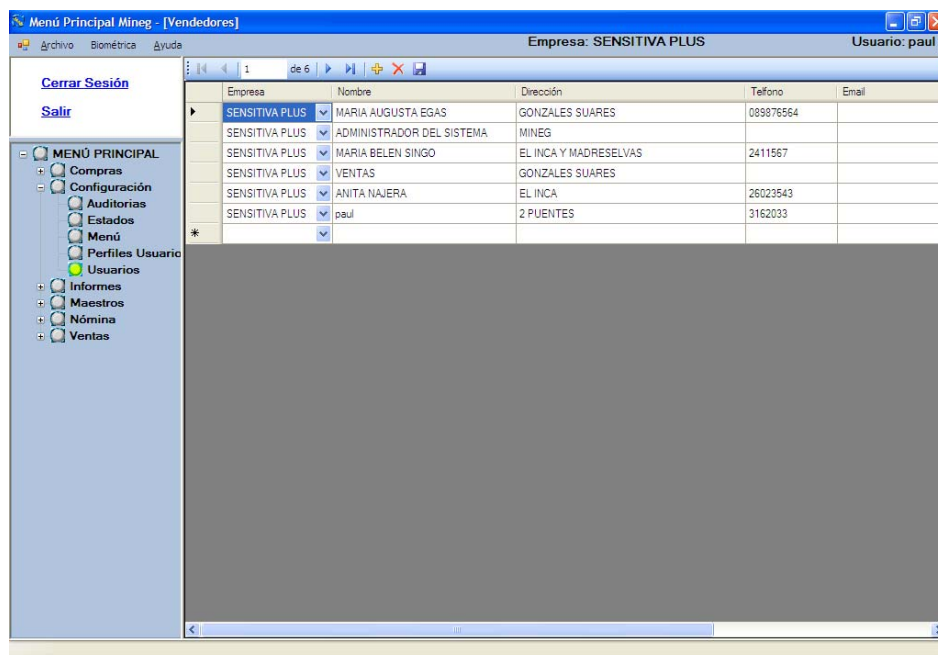 Menú Principal Mineg - [Vendedores]
Archivo Biométrica Ayuda
Empresa: SENSITIVA PLUS
Usuario: paul
Cerrar Sesión
Salir
1 de 6
MENÚ PRINCIPAL
Compras
Configuración
Auditorias
Estados
Menú
Perfiles Usuario
Usuarios
Informes
Maestros
Nómina
Ventas
Empresa Nombre Dirección Telfono Email
SENSITIVA PLUS MARIA AUGUSTA EGAS GONZALES SUARES 089876564
SENSITIVA PLUS ADMINISTRADOR DEL SISTEMA MINEG
SENSITIVA PLUS MARIA BELEN SINGO EL INCA Y MADRESELVAS 2411567
SENSITIVA PLUS VENTAS GONZALES SUARES
SENSITIVA PLUS ANITA NAJERA EL INCA 26023543
SENSITIVA PLUS paul 2 PUENTES 3162033